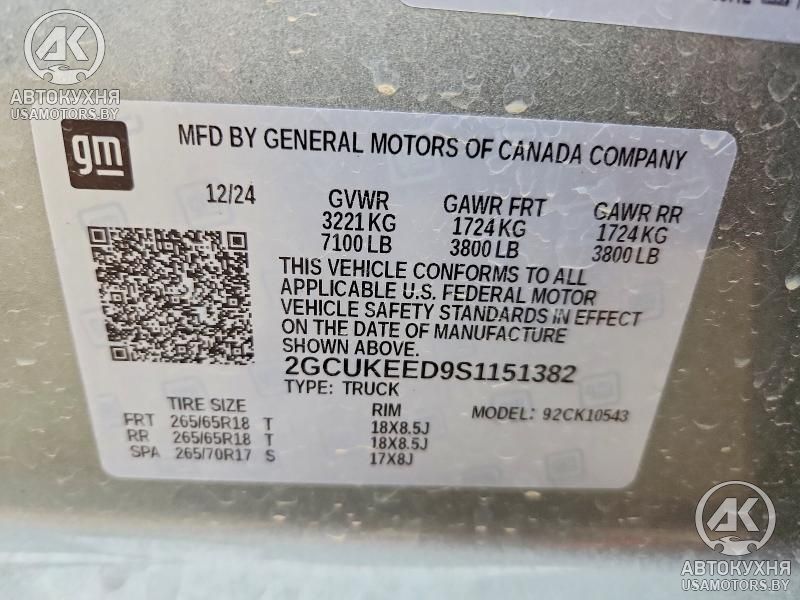 AK
АВТОКУХНЯ
USAMOTORS.BY
gm
MFD BY GENERAL MOTORS OF CANADA COMPANY
12/24 GVWR GAWR FRT GAWR RR
3221 KG 1724 KG 1724 KG
7100 LB 3800 LB 3800 LB
THIS VEHICLE CONFORMS TO ALL
APPLICABLE U.S. FEDERAL MOTOR
VEHICLE SAFETY STANDARDS IN EFFECT
ON THE DATE OF MANUFACTURE
SHOWN ABOVE.
2GCUKEED9S1151382
TYPE: TRUCK
TIRE SIZE RIM MODEL: 92CK10543
FRT 265/65R18 T 18X8.5J
RR 265/65R18 T 18X8.5J
SPA 265/70R17 S 17X8J
AK
АВТОКУХНЯ
USAMOTORS.BY